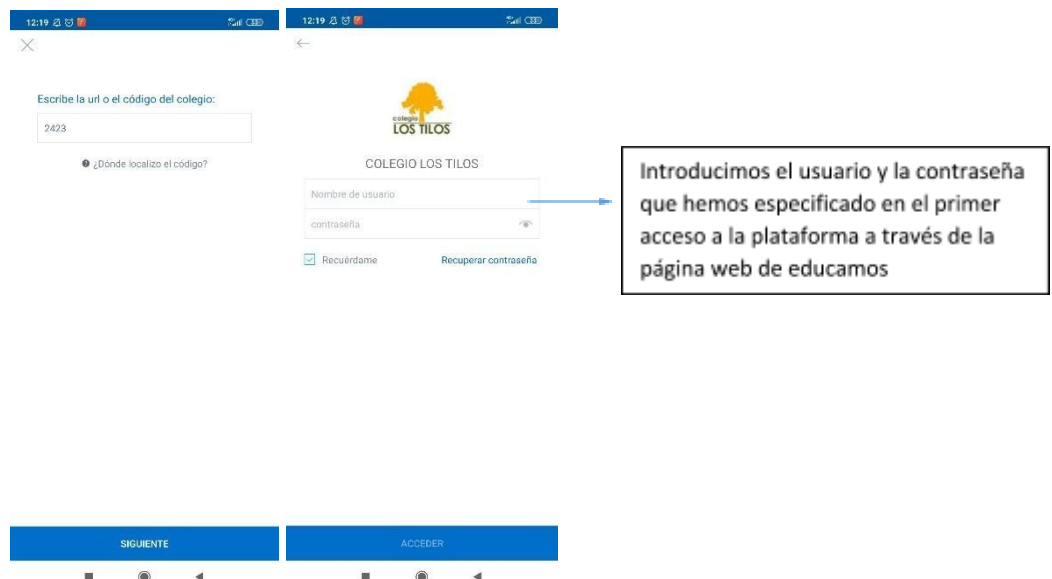 12:19
Escribe la url o el código del colegio:
2423
¿Dónde localizo el código?
SIGUIENTE
12:19
colegio
LOS TILOS
COLEGIO LOS TILOS
Nombre de usuario
contraseña
Recuérdame
Recuperar contraseña
ACCEDER
Introducimos el usuario y la contraseña
que hemos especificado en el primer
acceso a la plataforma a través de la
página web de educamos